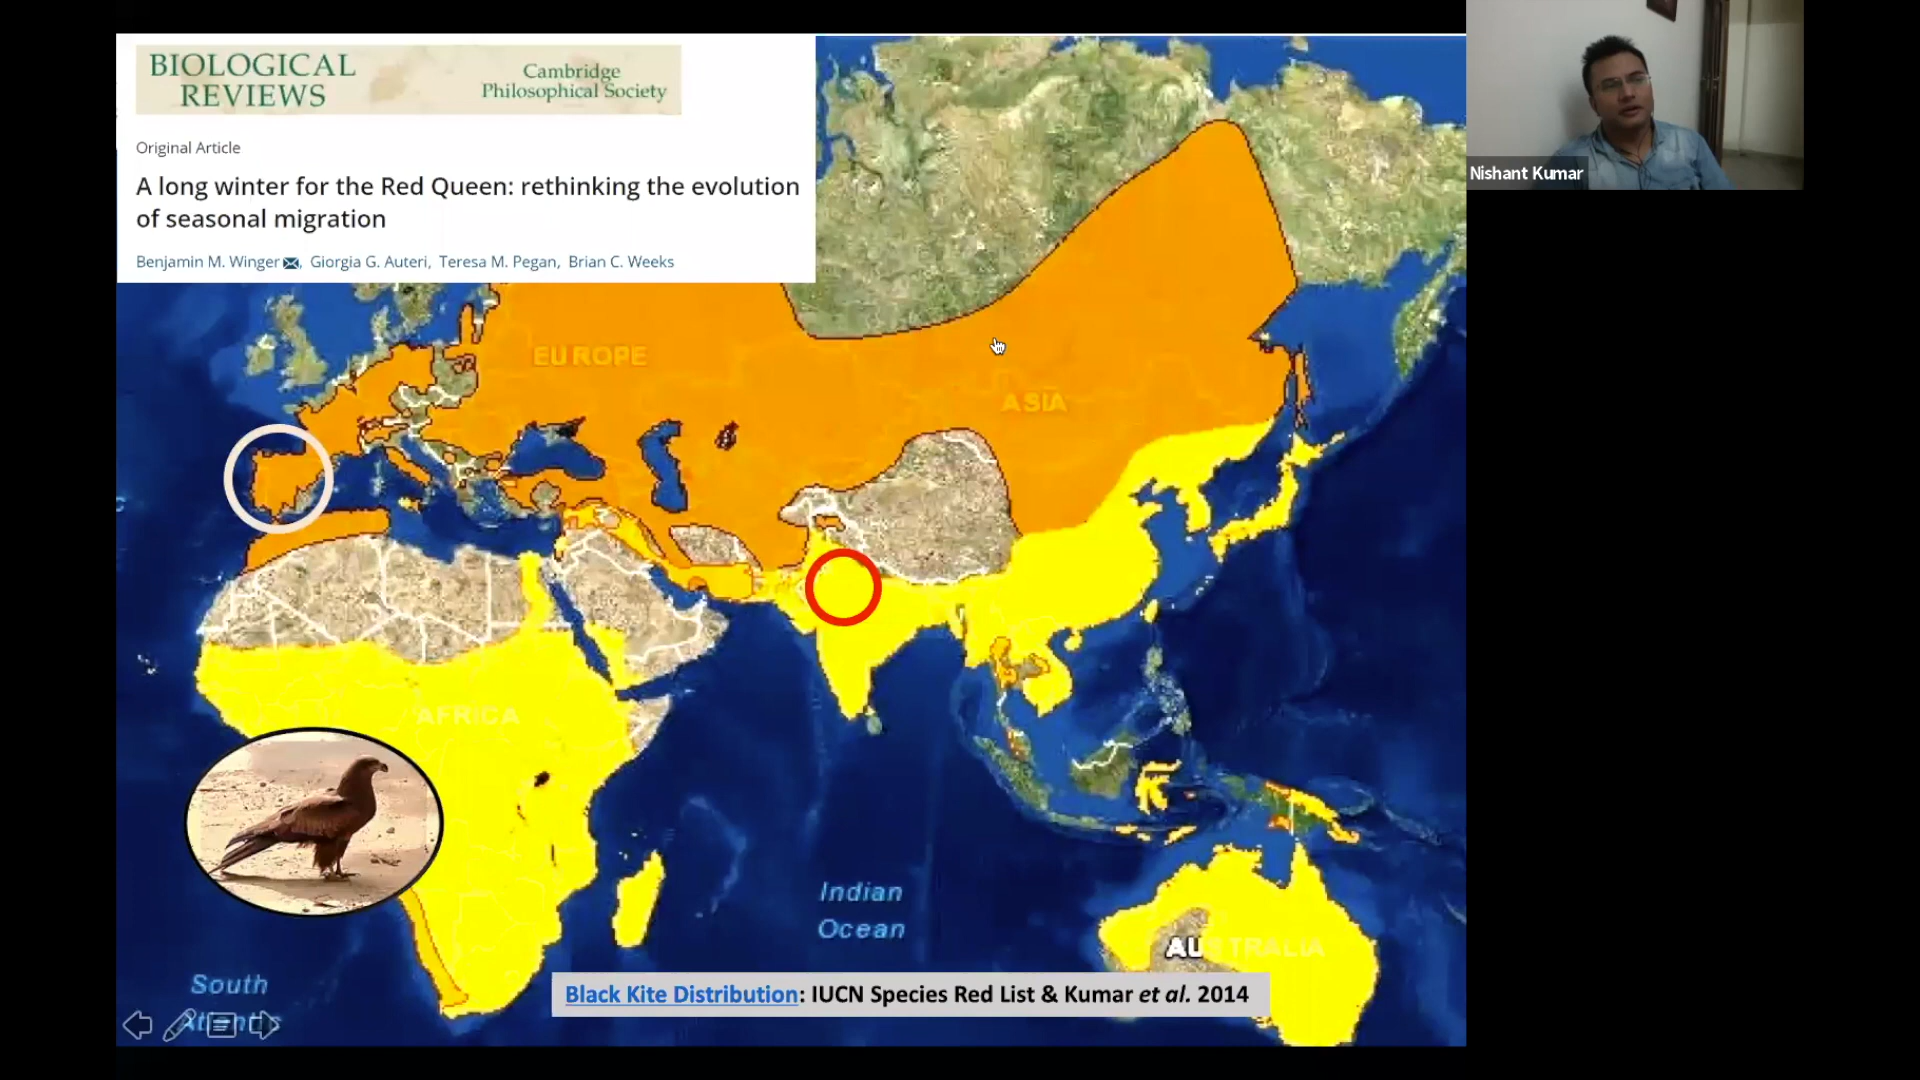 BIOLOGICAL
REVIEWS
Cambridge
Philosophical Society
Original Article
A long winter for the Red Queen: rethinking the evolution
of seasonal migration
Benjamin M. Winger, Giorgia G. Auteri, Teresa M. Pegan, Brian C. Weeks
Nishant Kumar
EUROPE
ASIA
AFRICA
Indian
Ocean
AUSTRALIA
South
Atlantic
Black Kite Distribution: IUCN Species Red List & Kumar et al. 2014